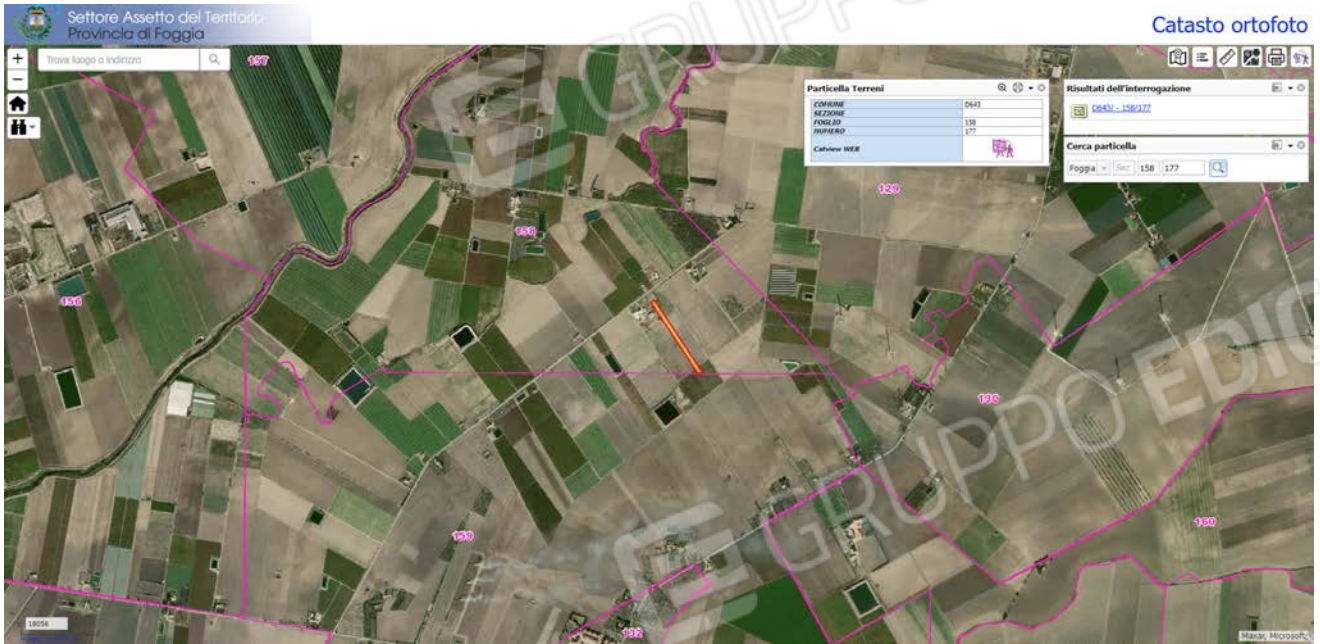 Settore Assetto del Territorio
Provincia di Foggia
Catasto ortofoto
Trova luogo o indirizzo
157
Particella Terreni
COMUNE D643
SEZIONE
FOGLIO 158
NUMERO 177
Catview WEB
Risultati dell'interrogazione
D643/ - 158/177
Cerca particella
Foggia Sez 158 177
129
158
156
130
159
160
132
18056
Maxar, Microsoft
GRUPPO
GRUPPO EDIC